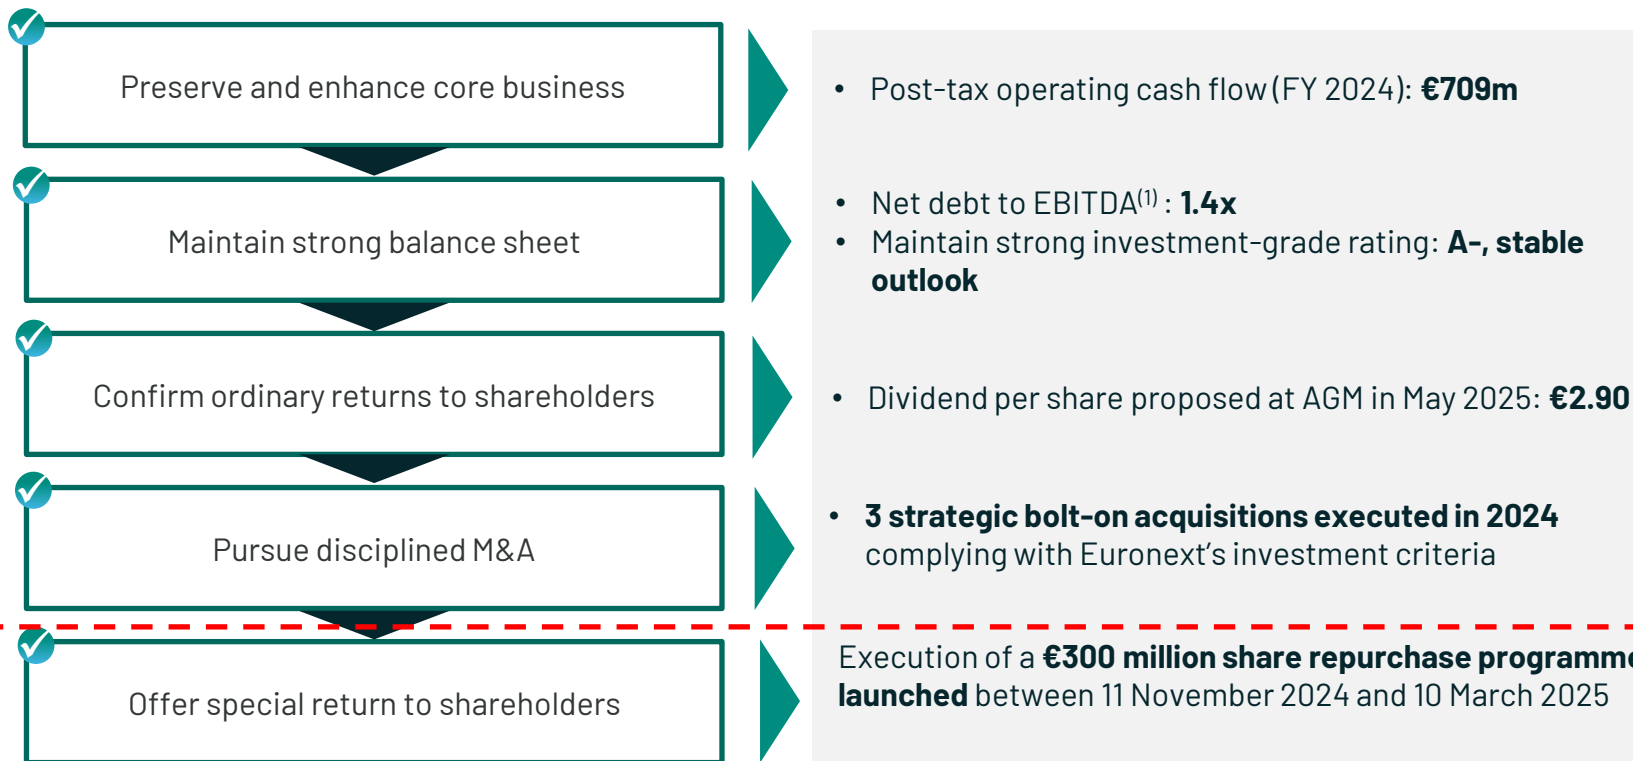 Preserve and enhance core business
• Post-tax operating cash flow (FY 2024): €709m
Maintain strong balance sheet
• Net debt to EBITDA(1) : 1.4x
• Maintain strong investment-grade rating: A-, stable
outlook
Confirm ordinary returns to shareholders
• Dividend per share proposed at AGM in May 2025: €2.90
Pursue disciplined M&A
• 3 strategic bolt-on acquisitions executed in 2024
complying with Euronext’s investment criteria
Offer special return to shareholders
Execution of a €300 million share repurchase programme
launched between 11 November 2024 and 10 March 2025